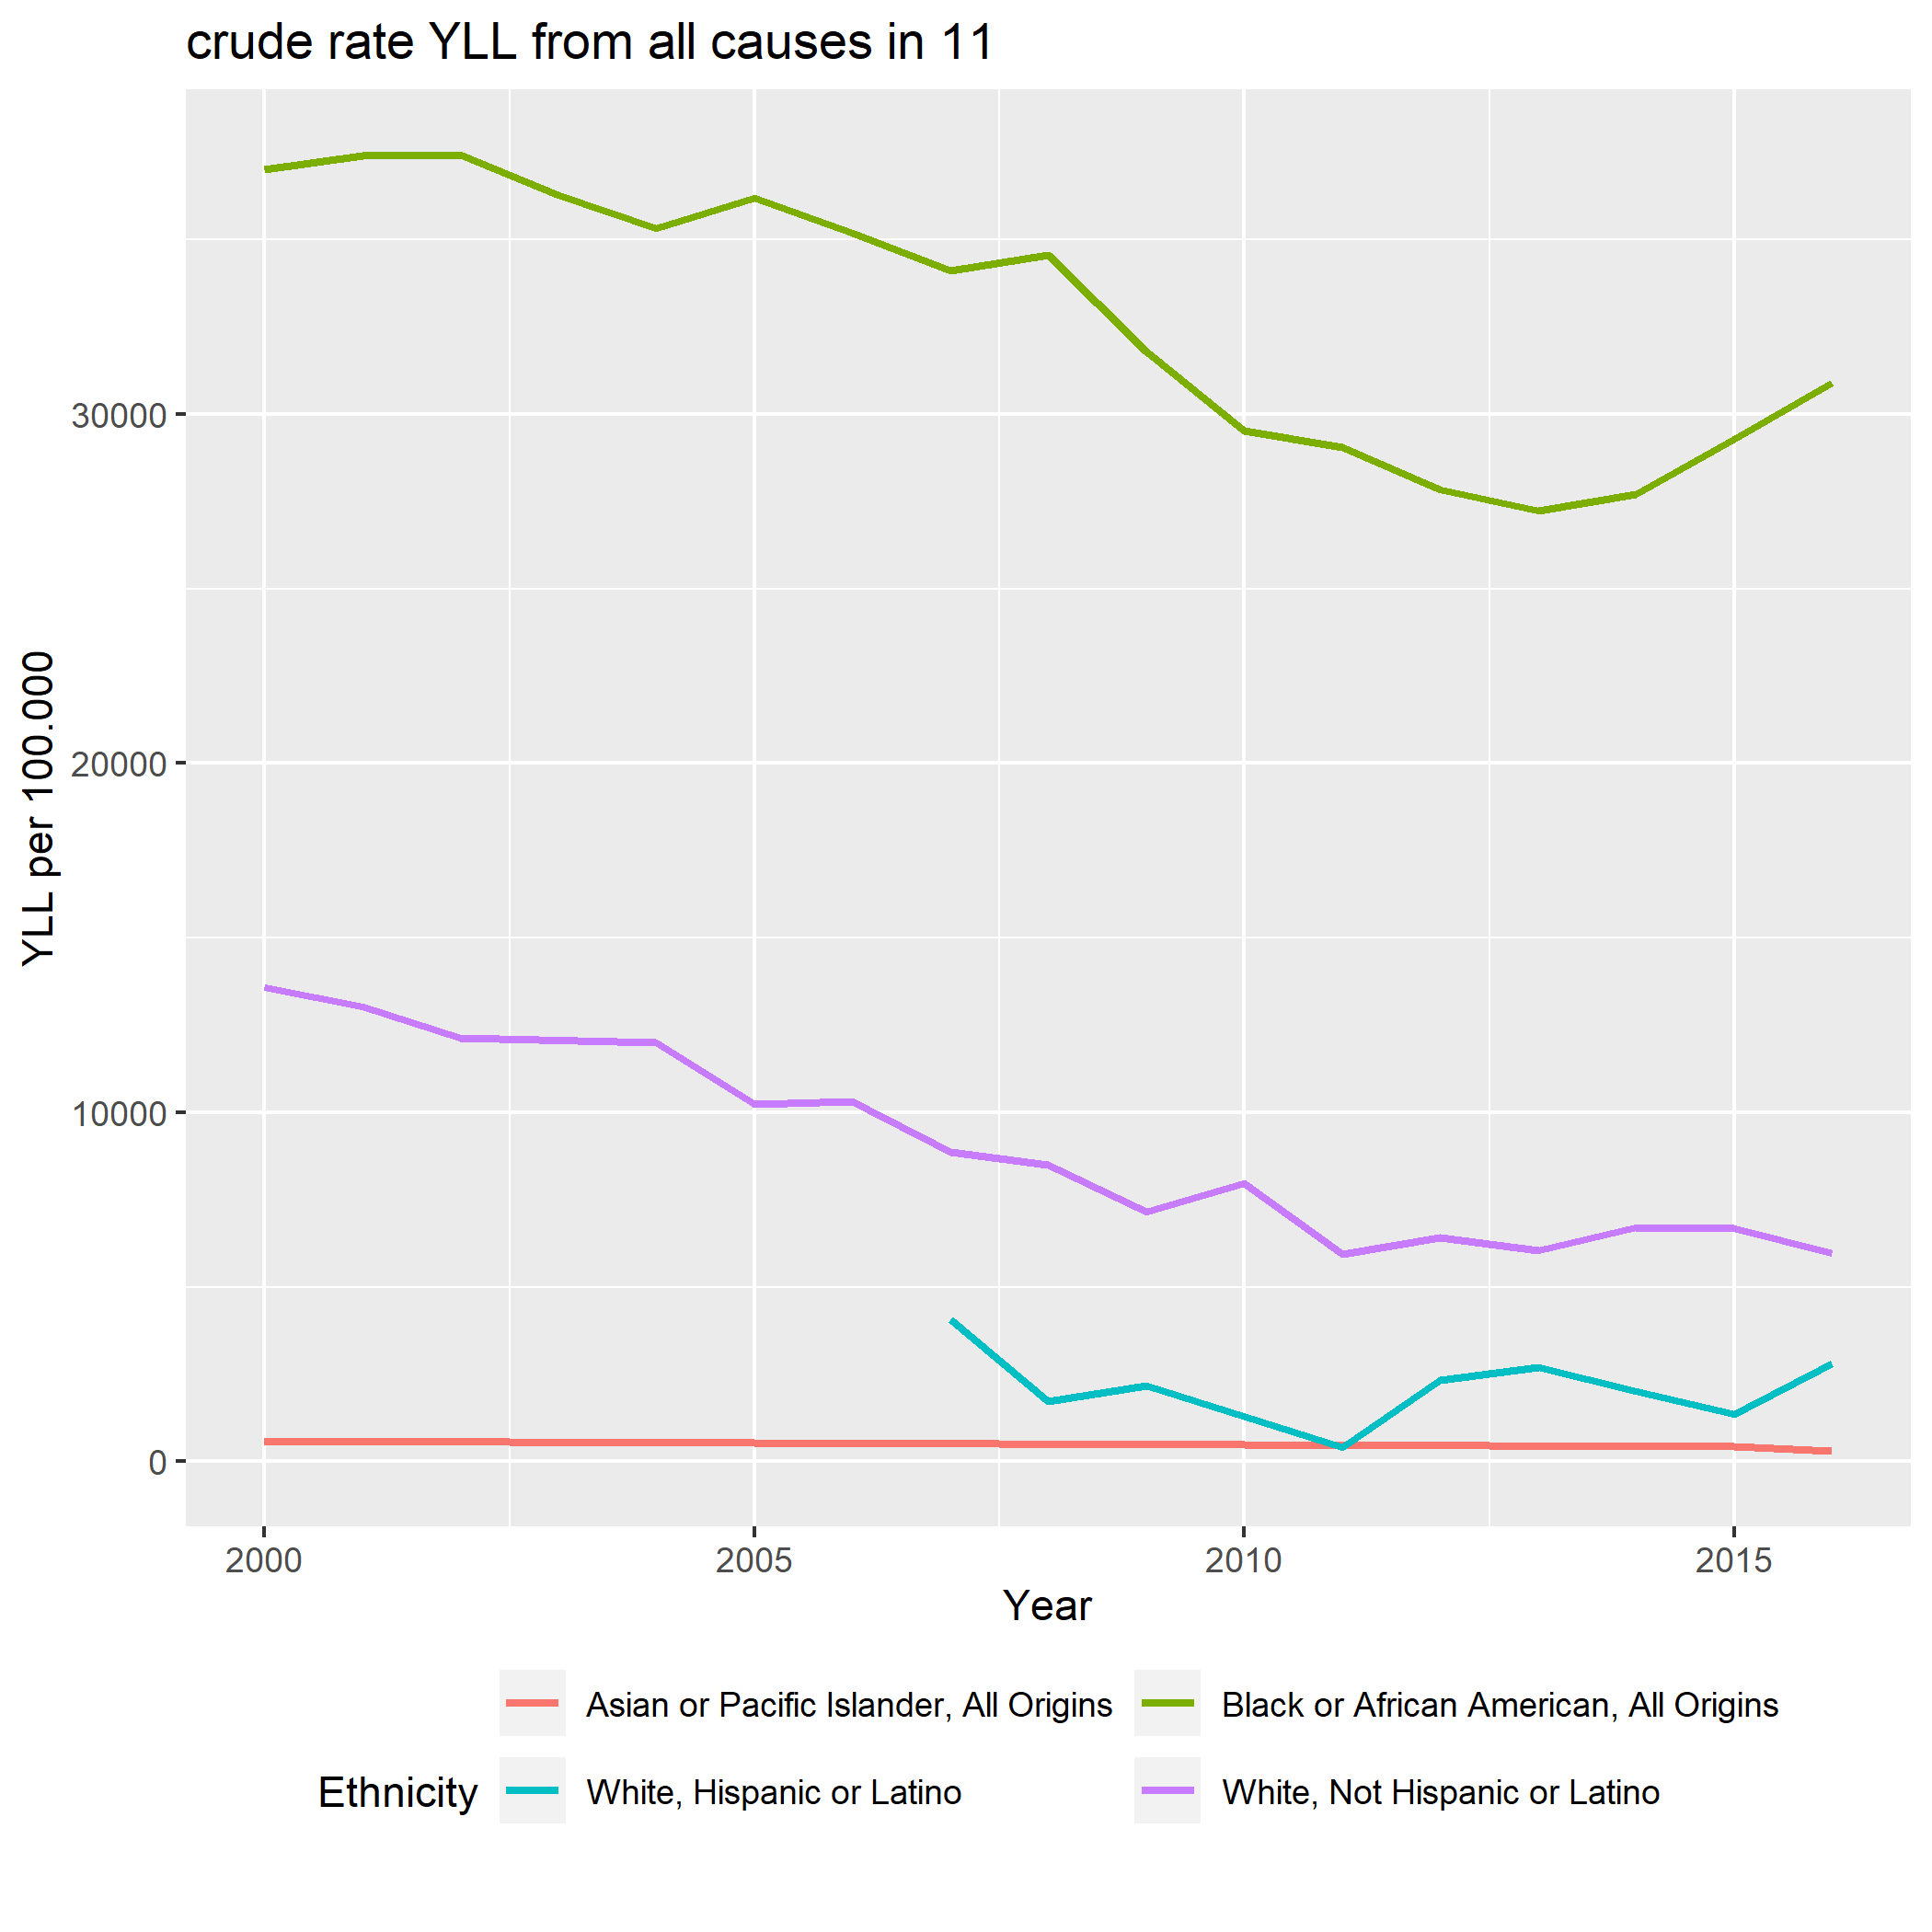 crude rate YLL from all causes in 11
YLL per 100.000
30000
20000
10000
0
2000 2005 2010 2015
Year
Ethnicity
Asian or Pacific Islander, All Origins
Black or African American, All Origins
White, Hispanic or Latino
White, Not Hispanic or Latino